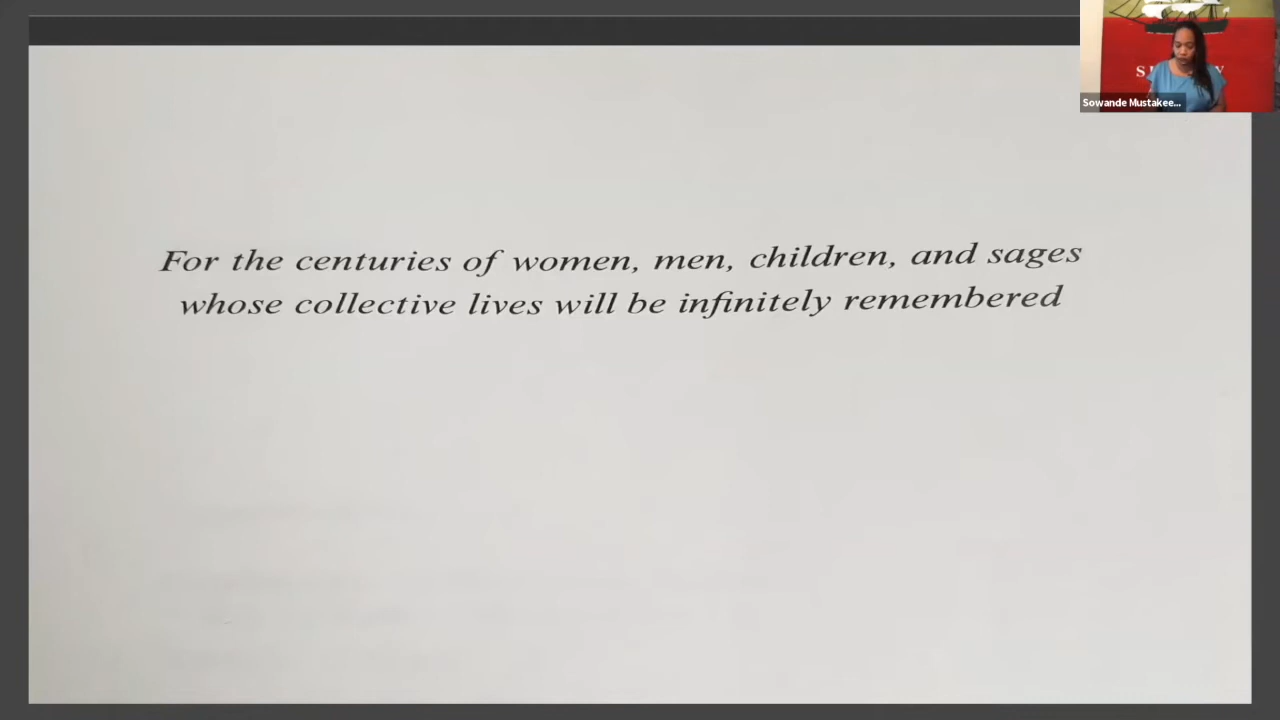 For the centuries of women, men, children, and sages
whose collective lives will be infinitely remembered
Sowande Mustakee...